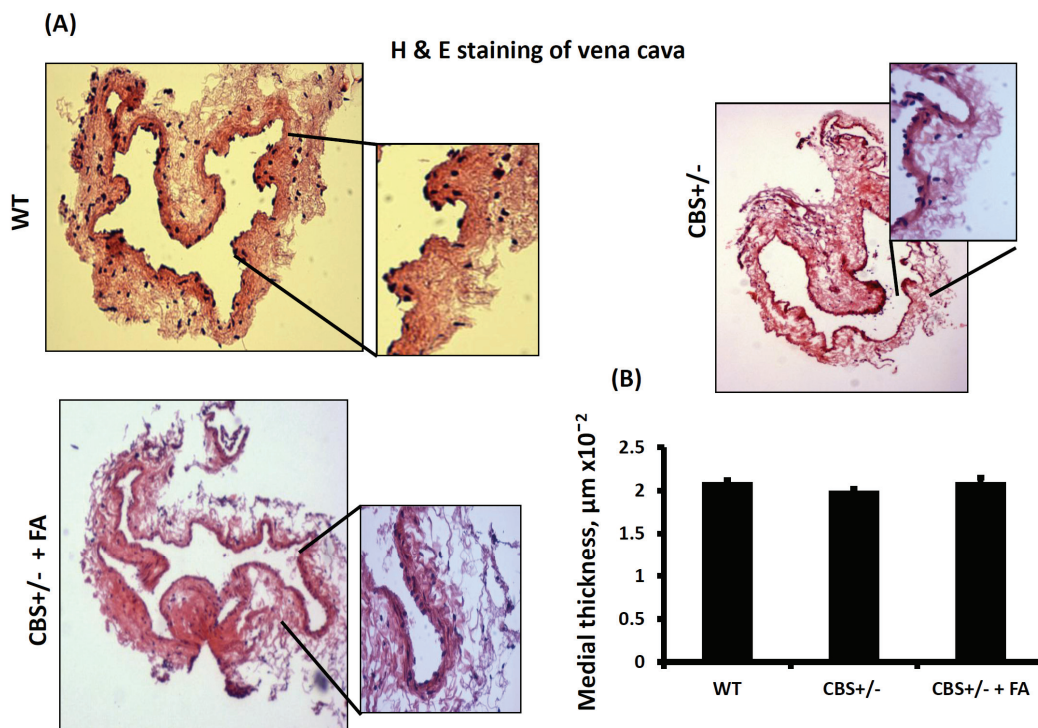 (A)
H & E staining of vena cava
WT
CBS+/-
CBS+/- + FA
(B)
Medial thickness, µm x10⁻²
2.5
2
1.5
1
0.5
0
WT
CBS+/-
CBS+/- + FA